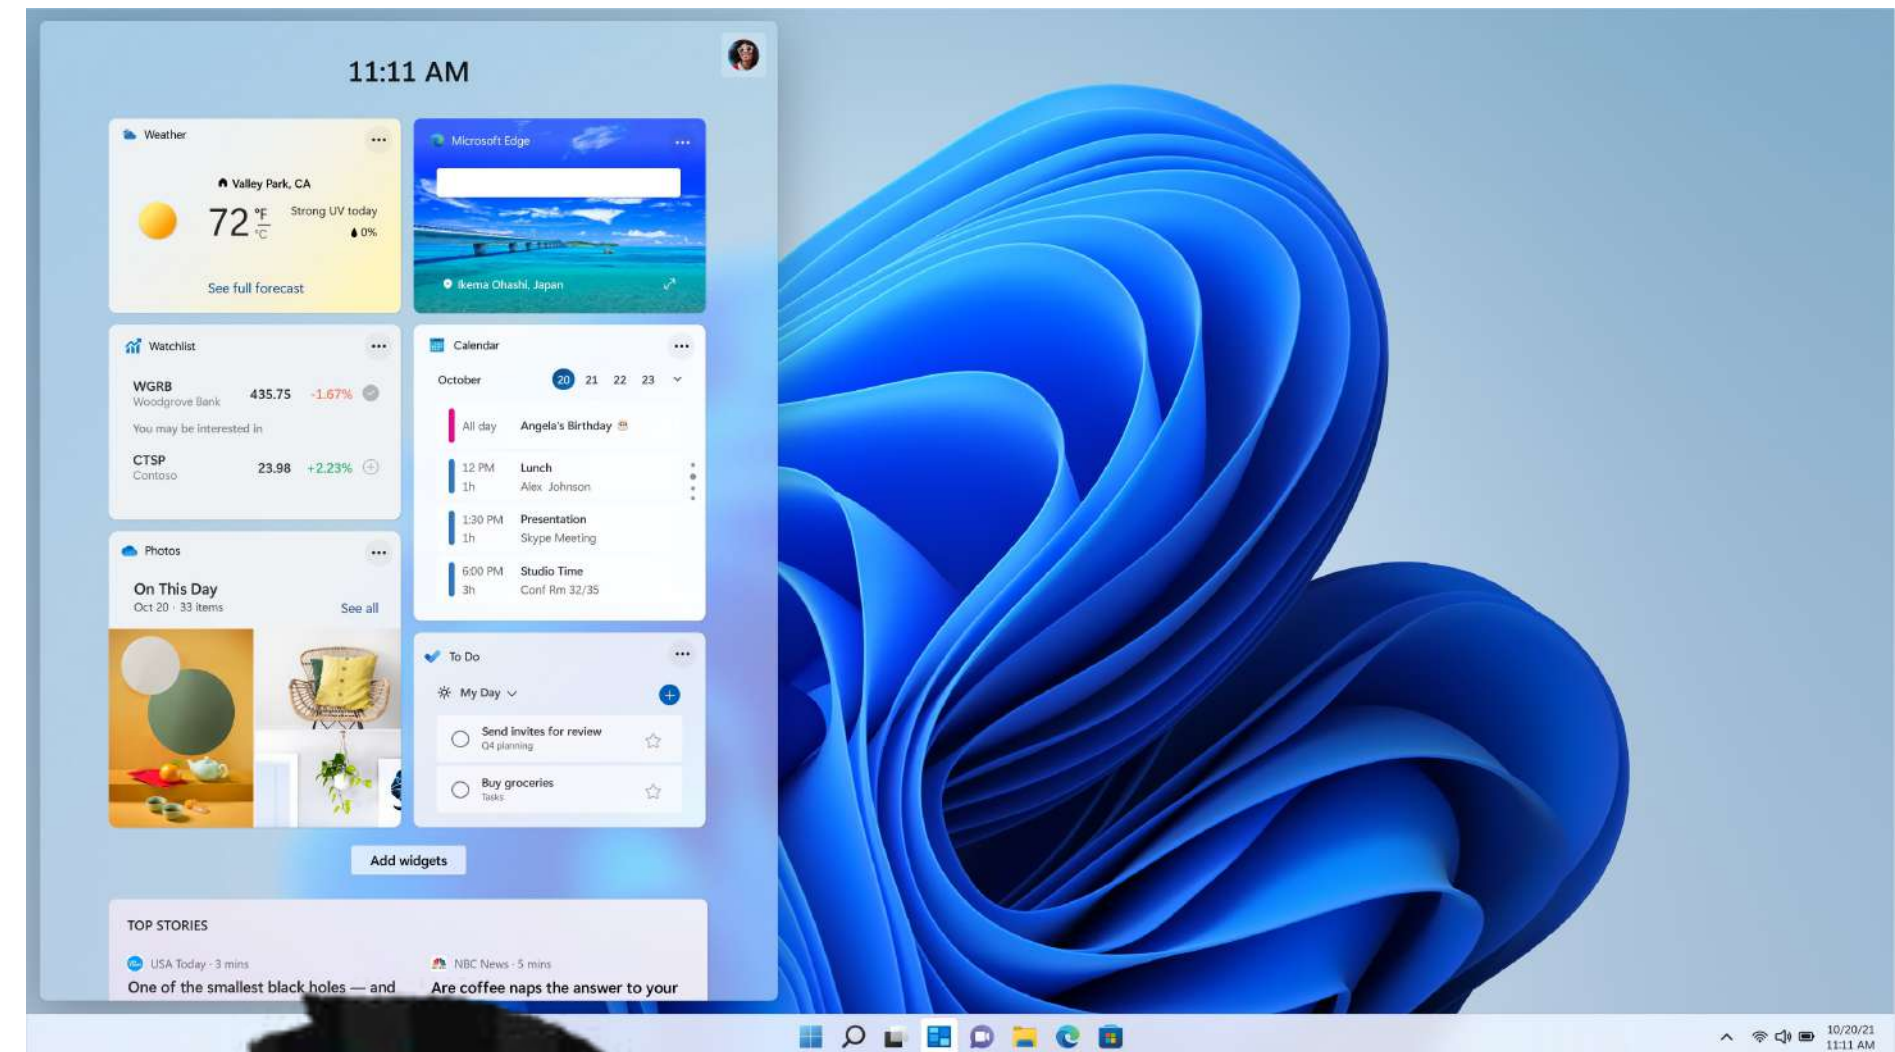 11:11 AM
Weather
Valley Park, CA
72 °F
°C
Strong UV today
0%
See full forecast
Microsoft Edge
Ikema Ohashi, Japan
Watchlist
WGRB
Woodgrove Bank
435.75 -1.67%
You may be interested in
CTSP
Contoso
23.98 +2.23%
Calendar
October 20 21 22 23
All day Angela's Birthday
12 PM Lunch
1h Alex Johnson
1:30 PM Presentation
1h Skype Meeting
6:00 PM Studio Time
3h Conf Rm 32/35
Photos
On This Day
Oct 20 · 33 items
See all
To Do
My Day
Send invites for review
Q4 planning
Buy groceries
Tasks
Add widgets
TOP STORIES
USA Today · 3 mins
One of the smallest black holes — and
NBC News · 5 mins
Are coffee naps the answer to your
10/20/21
11:11 AM